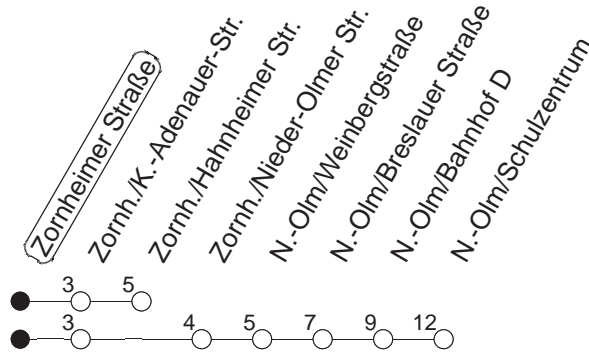 Zornheimer Straße
Zornh./K.-Adenauer-Str.
Zornh./Hahnheimer Str.
Zornh./Nieder-Olmer Str.
N.-Olm/Weinbergstraße
N.-Olm/Breslauer Straße
N.-Olm/Bahnhof D
N.-Olm/Schulzentrum
3 5
3 4 5 7 9 12